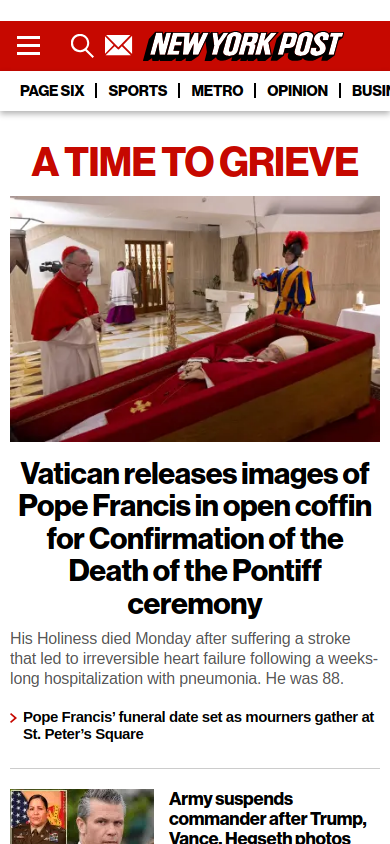 NEW YORK POST
PAGE SIX | SPORTS | METRO | OPINION | BUSIN
A TIME TO GRIEVE
Vatican releases images of
Pope Francis in open coffin
for Confirmation of the
Death of the Pontiff
ceremony
His Holiness died Monday after suffering a stroke
that led to irreversible heart failure following a weeks-
long hospitalization with pneumonia. He was 88.
Pope Francis’ funeral date set as mourners gather at
St. Peter’s Square
Army suspends
commander after Trump,
Vance, Hegseth photos